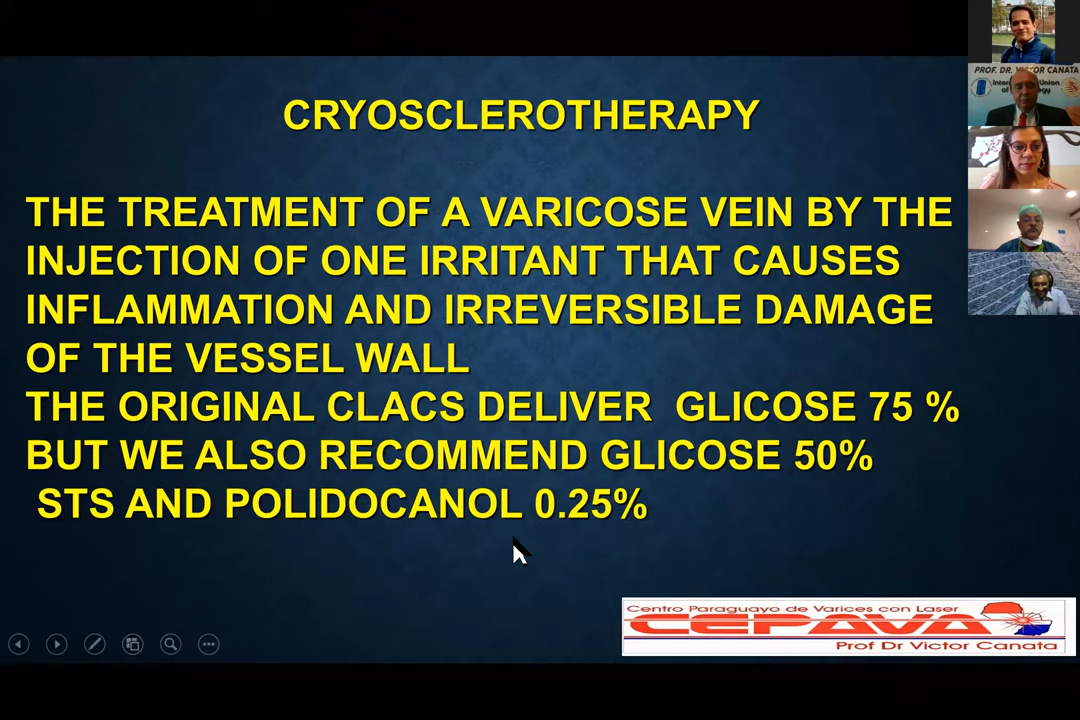 CRYOSCLEROTHERAPY
THE TREATMENT OF A VARICOSE VEIN BY THE
INJECTION OF ONE IRRITANT THAT CAUSES
INFLAMMATION AND IRREVERSIBLE DAMAGE
OF THE VESSEL WALL
THE ORIGINAL CLACS DELIVER GLICOSE 75 %
BUT WE ALSO RECOMMEND GLICOSE 50%
STS AND POLIDOCANOL 0.25%
PROF. DR. VICTOR CANATA
Union
of
Centro Paraguayo de Varices con Laser
CEPAVA
Prof Dr Victor Canata